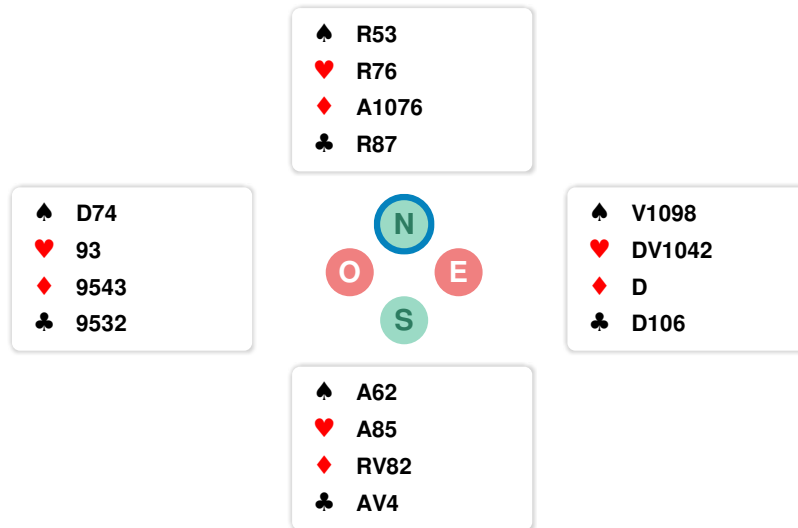 ♠ R53
♥ R76
♦ A1076
♣ R87
♠ D74
♥ 93
♦ 9543
♣ 9532
N
O E
S
♠ V1098
♥ DV1042
♦ D
♣ D106
♠ A62
♥ A85
♦ RV82
♣ AV4